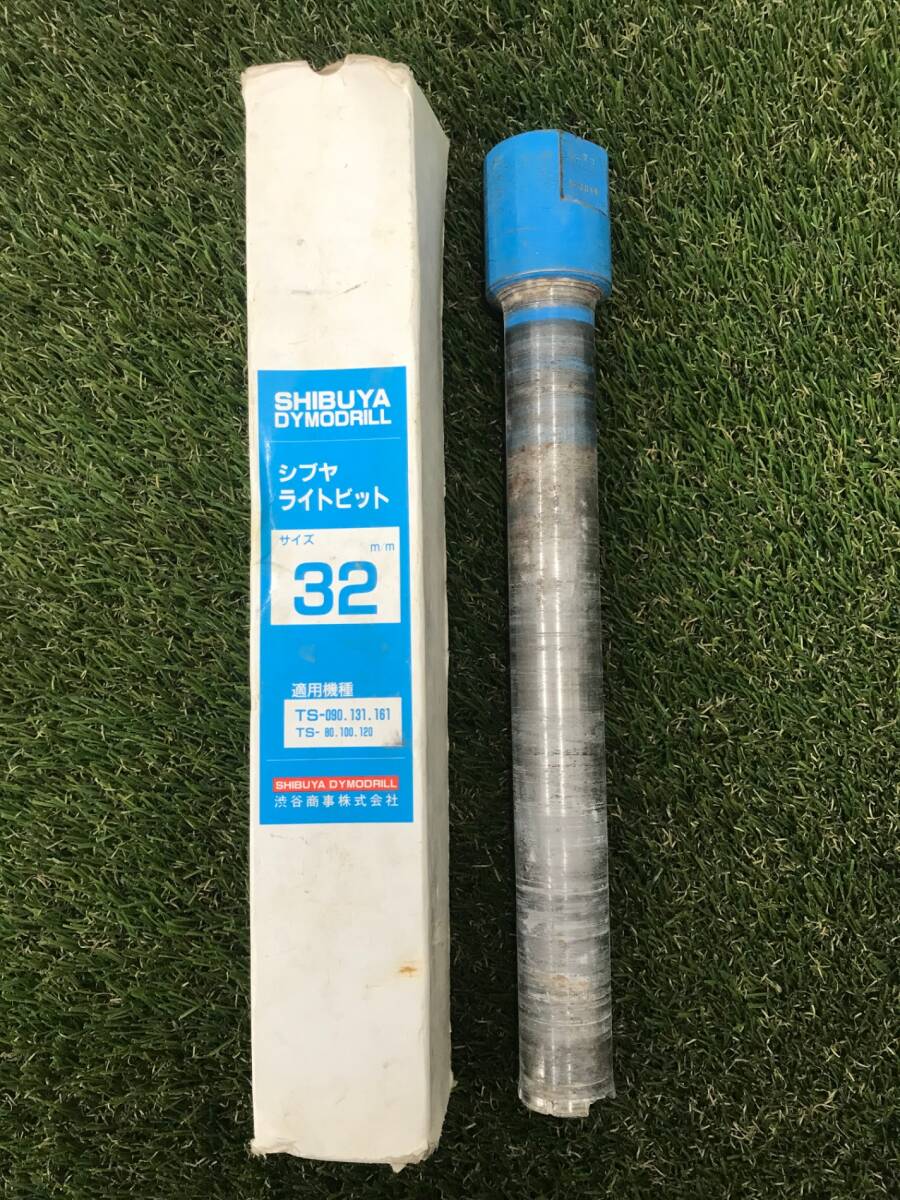 SHIBUYA
DYMODRILL
シブヤ
ライトビット
サイズ
m/m
32
適用機種
TS-090.131.161
TS- 80.100.120
SHIBUYA DYMODRILL
渋谷商事株式会社